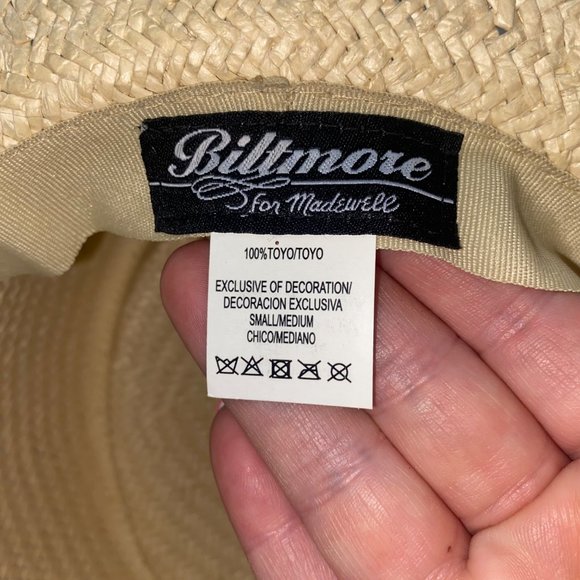 Biltmore
for Madewell
100%TOYO/TOYO
EXCLUSIVE OF DECORATION/
DECORACION EXCLUSIVA
SMALL/MEDIUM
CHICO/MEDIANO